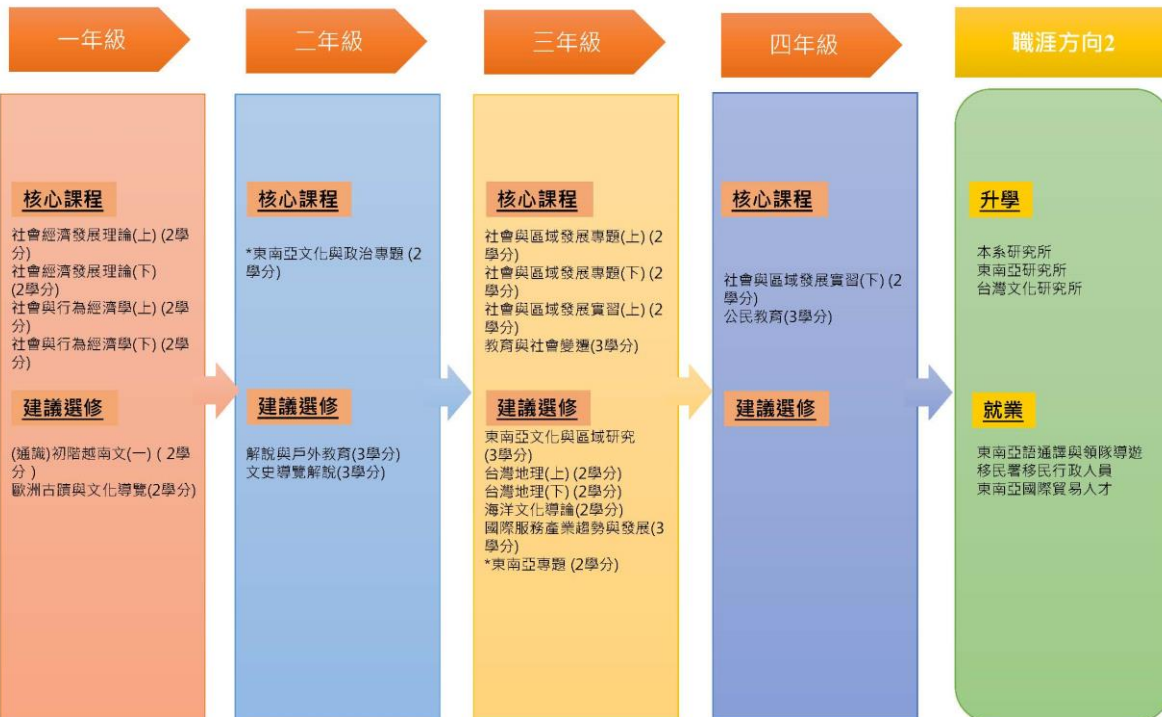 一年級
二年級
三年級
四年級
職涯方向2
核心課程
社會經濟發展理論(上) (2學
分)
社會經濟發展理論(下)
(2學分)
社會與行為經濟學(上) (2學
分)
社會與行為經濟學(下) (2學
分)
建議選修
(通識)初階越南文(一) ( 2學
分 )
歐洲古蹟與文化導覽(2學分)
核心課程
*東南亞文化與政治專題 (2
學分)
建議選修
解說與戶外教育(3學分)
文史導覽解說(3學分)
核心課程
社會與區域發展專題(上) (2
學分)
社會與區域發展專題(下) (2
學分)
社會與區域發展實習(上) (2
學分)
教育與社會變遷(3學分)
建議選修
東南亞文化與區域研究
(3學分)
台灣地理(上) (2學分)
台灣地理(下) (2學分)
海洋文化導論(2學分)
國際服務產業趨勢與發展(3
學分)
*東南亞專題 (2學分)
核心課程
社會與區域發展實習(下) (2
學分)
公民教育(3學分)
建議選修
升學
本系研究所
東南亞研究所
台灣文化研究所
就業
東南亞語通譯與領隊導遊
移民署移民行政人員
東南亞國際貿易人才